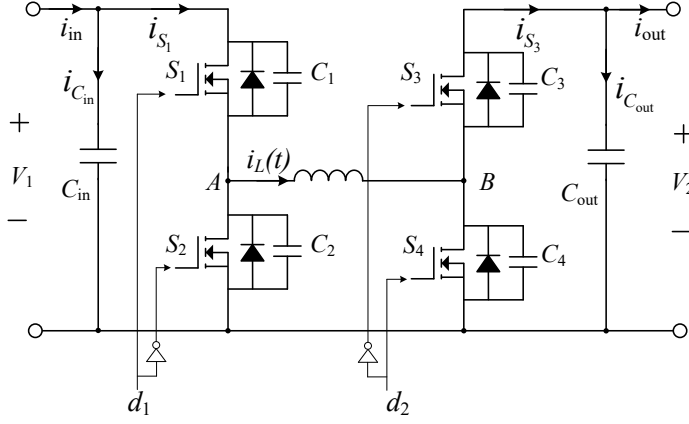 i_in i_S1 i_S3 i_out
S1 C1 S3 C3
i_Cin i_Cout
+ +
V1 C_in A i_L(t) B C_out V2
− −
S2 C2 S4 C4
d1 d2